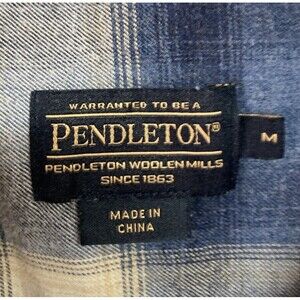 WARRANTED TO BE A
PENDLETON®
PENDLETON WOOLEN MILLS
SINCE 1863
M
MADE IN
CHINA